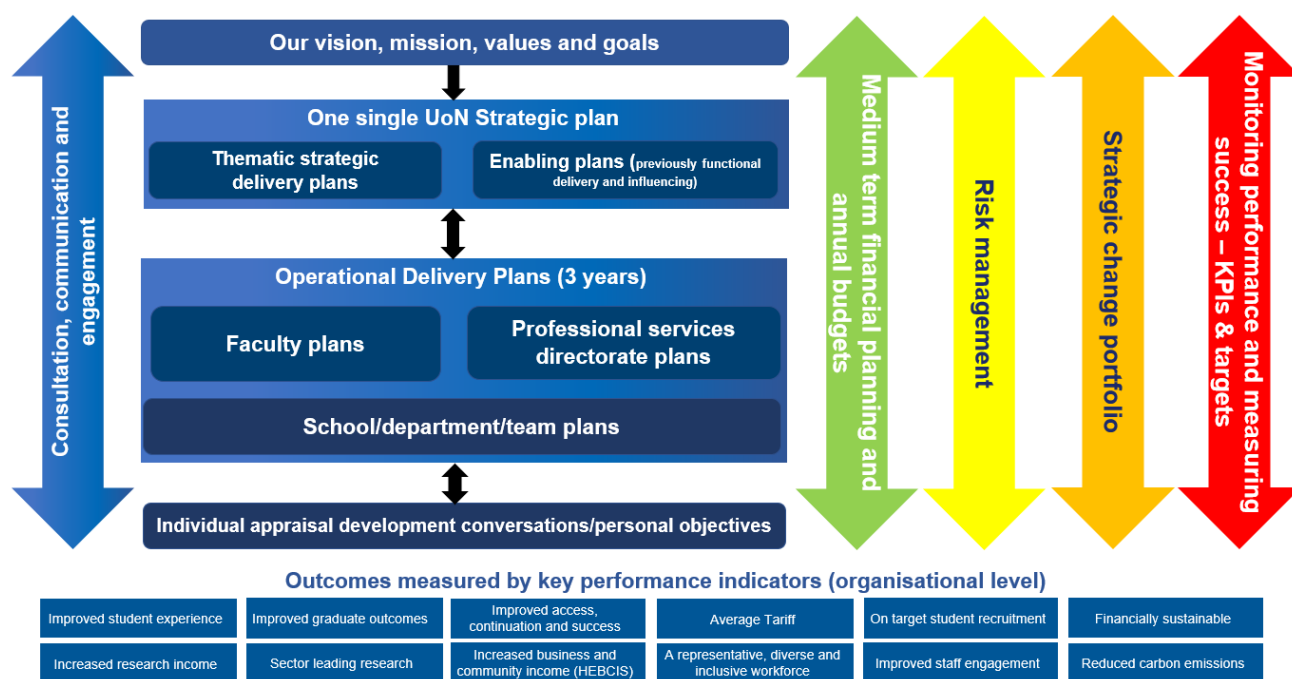 Our vision, mission, values and goals
One single UoN Strategic plan
Thematic strategic
delivery plans
Enabling plans (previously functional
delivery and influencing)
Operational Delivery Plans (3 years)
Faculty plans
Professional services
directorate plans
School/department/team plans
Individual appraisal development conversations/personal objectives
Consultation, communication and
engagement
Medium term financial planning and
annual budgets
Risk management
Strategic change portfolio
Monitoring performance and measuring
success – KPIs & targets
Outcomes measured by key performance indicators (organisational level)
Improved student experience
Improved graduate outcomes
Improved access,
continuation and success
Average Tariff
On target student recruitment
Financially sustainable
Increased research income
Sector leading research
Increased business and
community income (HEBCIS)
A representative, diverse and
inclusive workforce
Improved staff engagement
Reduced carbon emissions